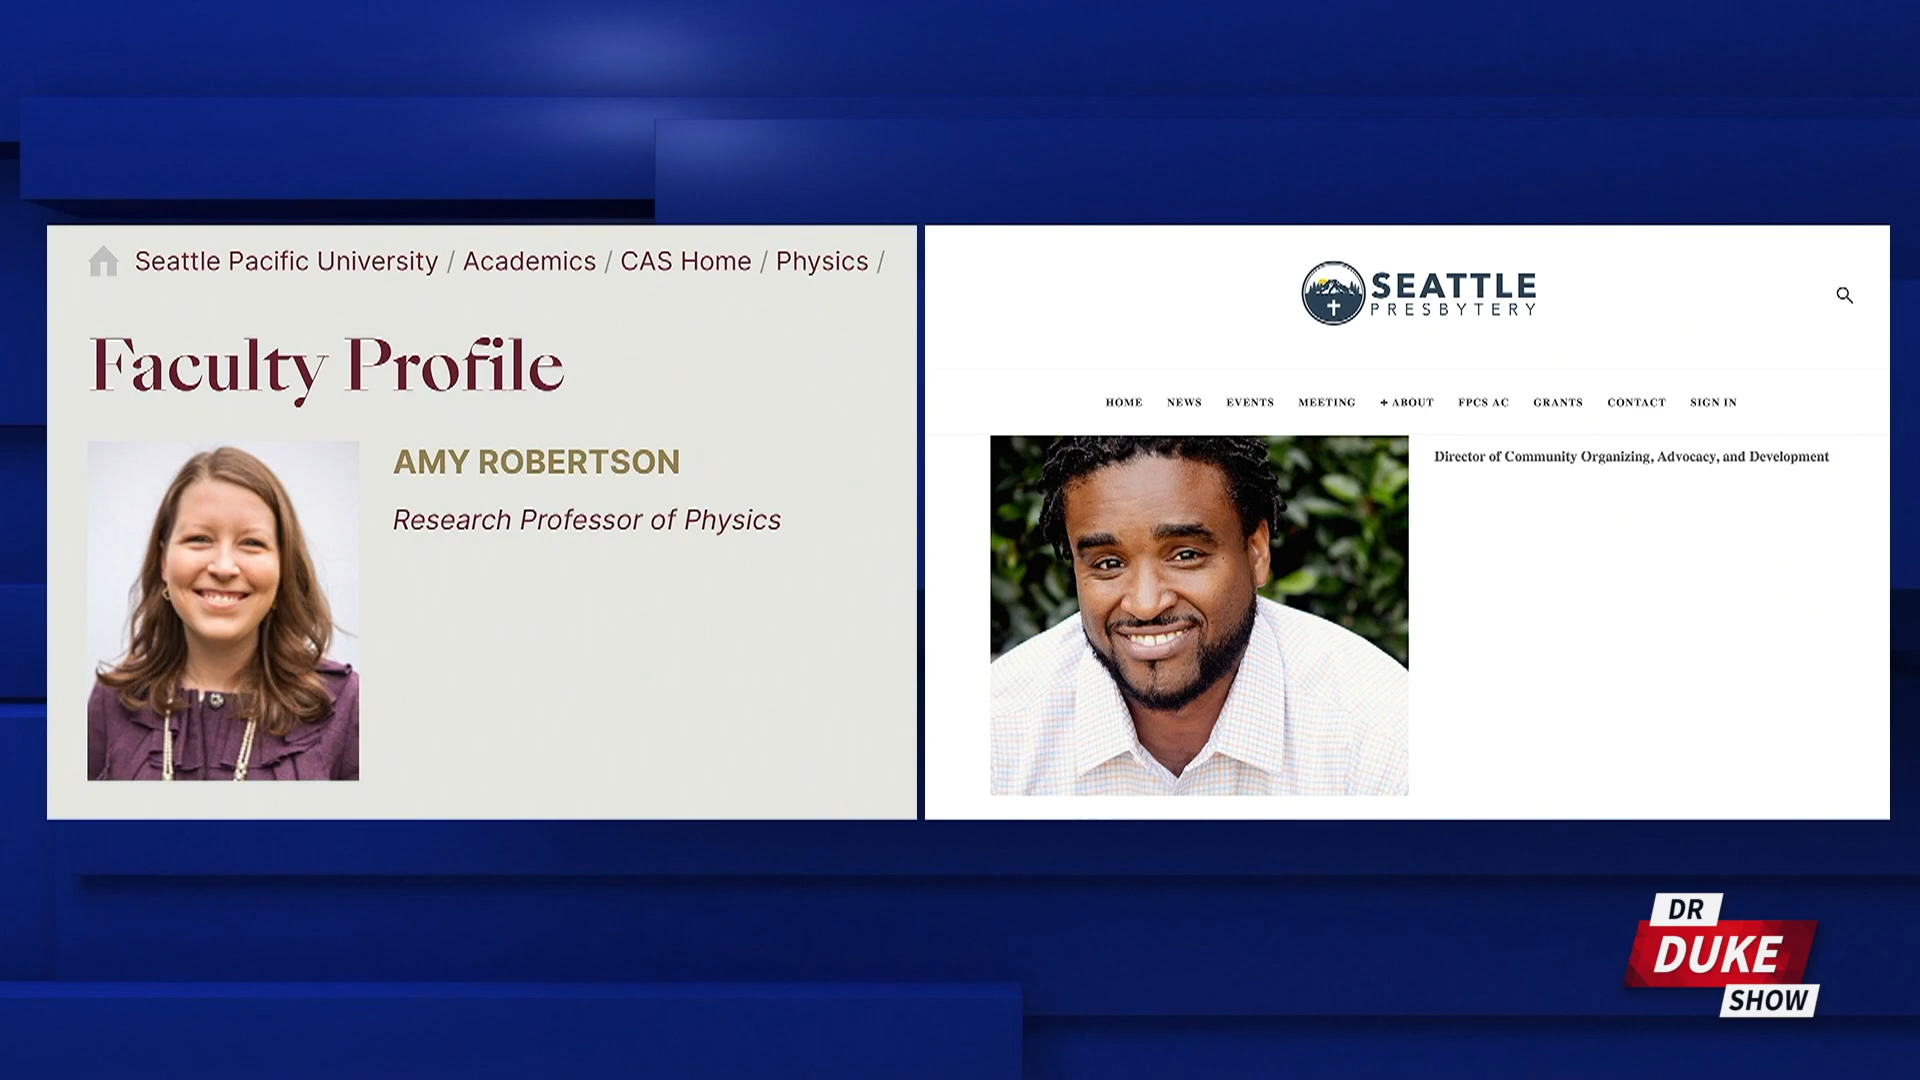 Seattle Pacific University / Academics / CAS Home / Physics /
Faculty Profile
AMY ROBERTSON
Research Professor of Physics
SEATTLE
PRESBYTERY
HOME NEWS EVENTS MEETING + ABOUT FPCS AC GRANTS CONTACT SIGN IN
Director of Community Organizing, Advocacy, and Development
DR
DUKE
SHOW